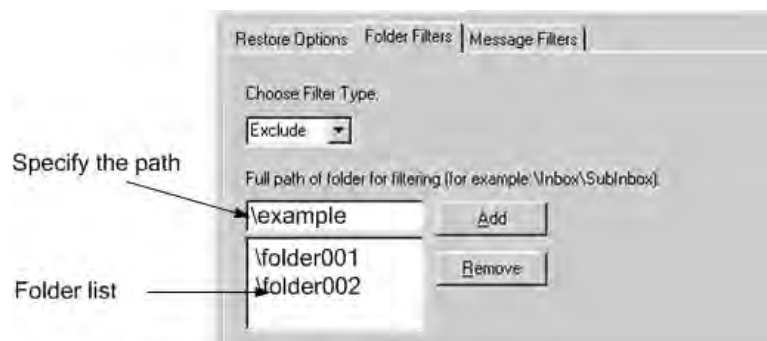 Restore Options Folder Filters Message Filters
Choose Filter Type:
Exclude
Specify the path
Full path of folder for filtering (for example:\Inbox\SubInbox):
\example
Add
\folder001
Remove
Folder list
\folder002